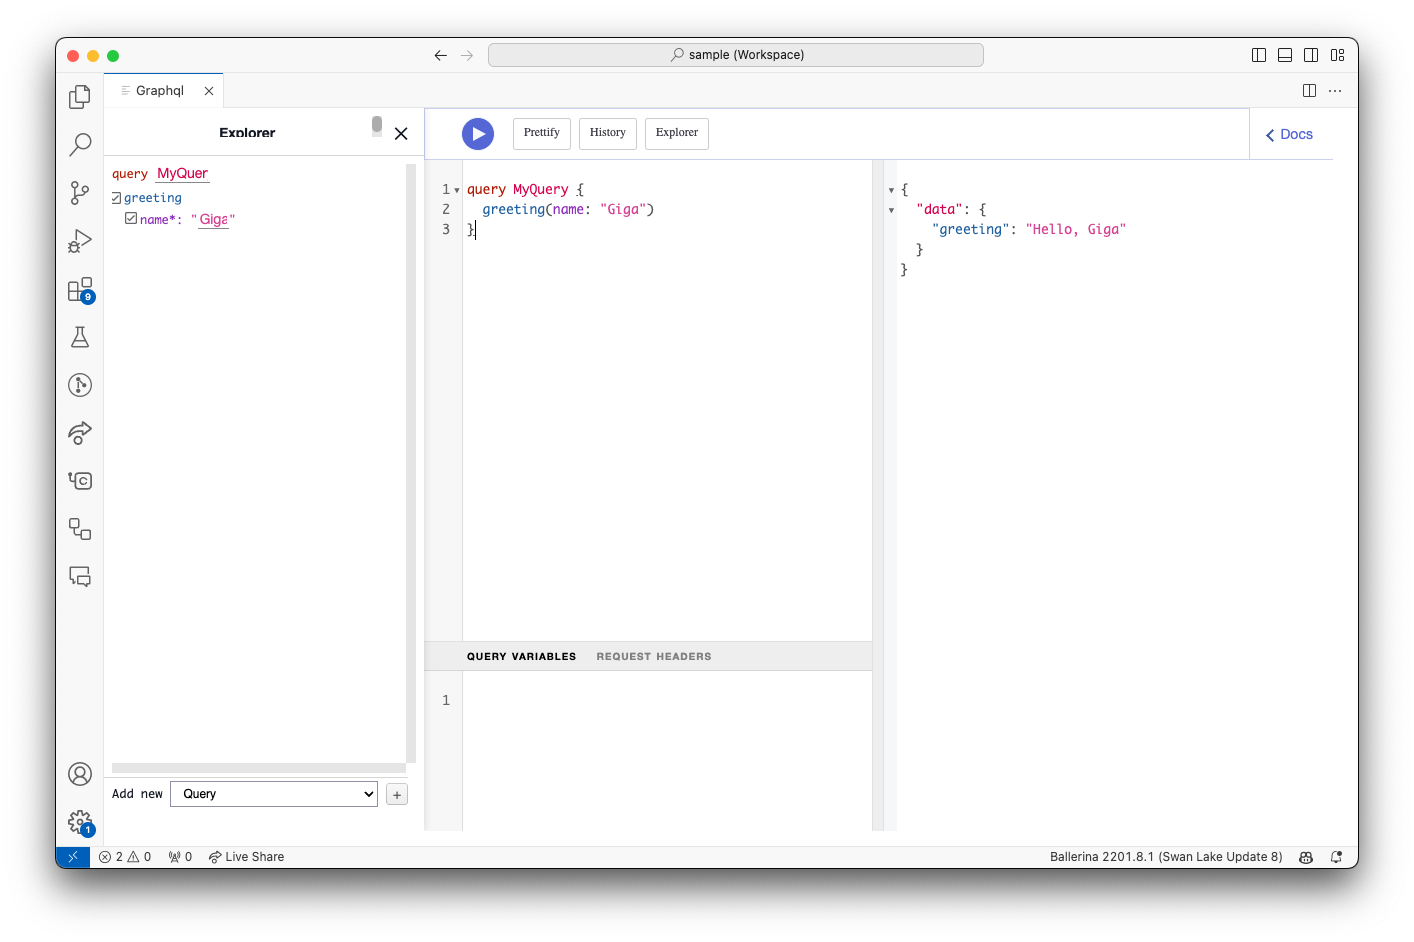 sample (Workspace)
Graphql
Explorer
query MyQuer
greeting
name*: "Giga"
Add new Query +
Prettify History Explorer
Docs
1 query MyQuery {
2 greeting(name: "Giga")
3 }
QUERY VARIABLES REQUEST HEADERS
1
{
"data": {
"greeting": "Hello, Giga"
}
}
9
C
1
2 0 0 Live Share
Ballerina 2201.8.1 (Swan Lake Update 8)